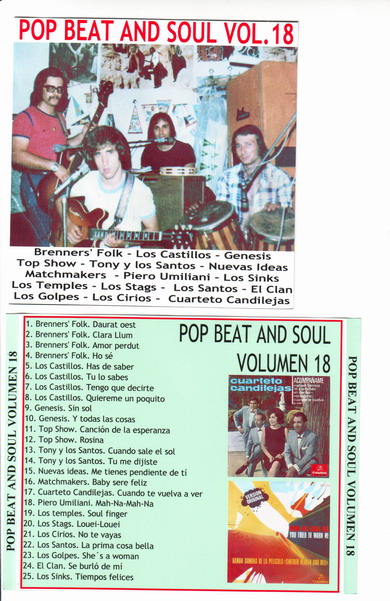 POP BEAT AND SOUL VOL.18
Brenners' Folk - Los Castillos - Genesis
Top Show - Tony y los Santos - Nuevas Ideas
Matchmakers - Piero Umiliani - Los Sinks
Los Temples - Los Stags - Los Santos - El Clan
Los Golpes - Los Cirios - Cuarteto Candilejas
POP BEAT AND SOUL VOLUMEN 18
1. Brenners' Folk. Daurat oest
2. Brenners' Folk. Clara Llum
3. Brenners' Folk. Amor perdut
4. Brenners' Folk. Ho sé
5. Los Castillos. Has de saber
6. Los Castillos. Tu lo sabes
7. Los Castillos. Tengo que decirte
8. Los Castillos. Quiereme un poquito
9. Genesis. Sin sol
10. Genesis. Y todas las cosas
11. Top Show. Canción de la esperanza
12. Top Show. Rosina
13. Tony y los Santos. Cuando sale el sol
14. Tony y los Santos. Tu me dijiste
15. Nuevas ideas. Me tienes pendiente de tí
16. Matchmakers. Baby sere feliz
17. Cuarteto Candilejas. Cuando te vuelva a ver
18. Piero Umiliani. Mah-Na-Mah-Na
19. Los temples. Soul finger
20. Los Stags. Louei-Louei
21. Los Cirios. No te vayas
22. Los Santos. La prima cosa bella
23. Los Golpes. She´s a woman
24. El Clan. Se burló de mí
25. Los Sinks. Tiempos felices
POP BEAT AND SOUL
VOLUMEN 18
cuarteto
candilejas
ACOMPAÑAME
VERSION
ORIGINAL
POP BEAT AND SOUL VOLUMEN 18